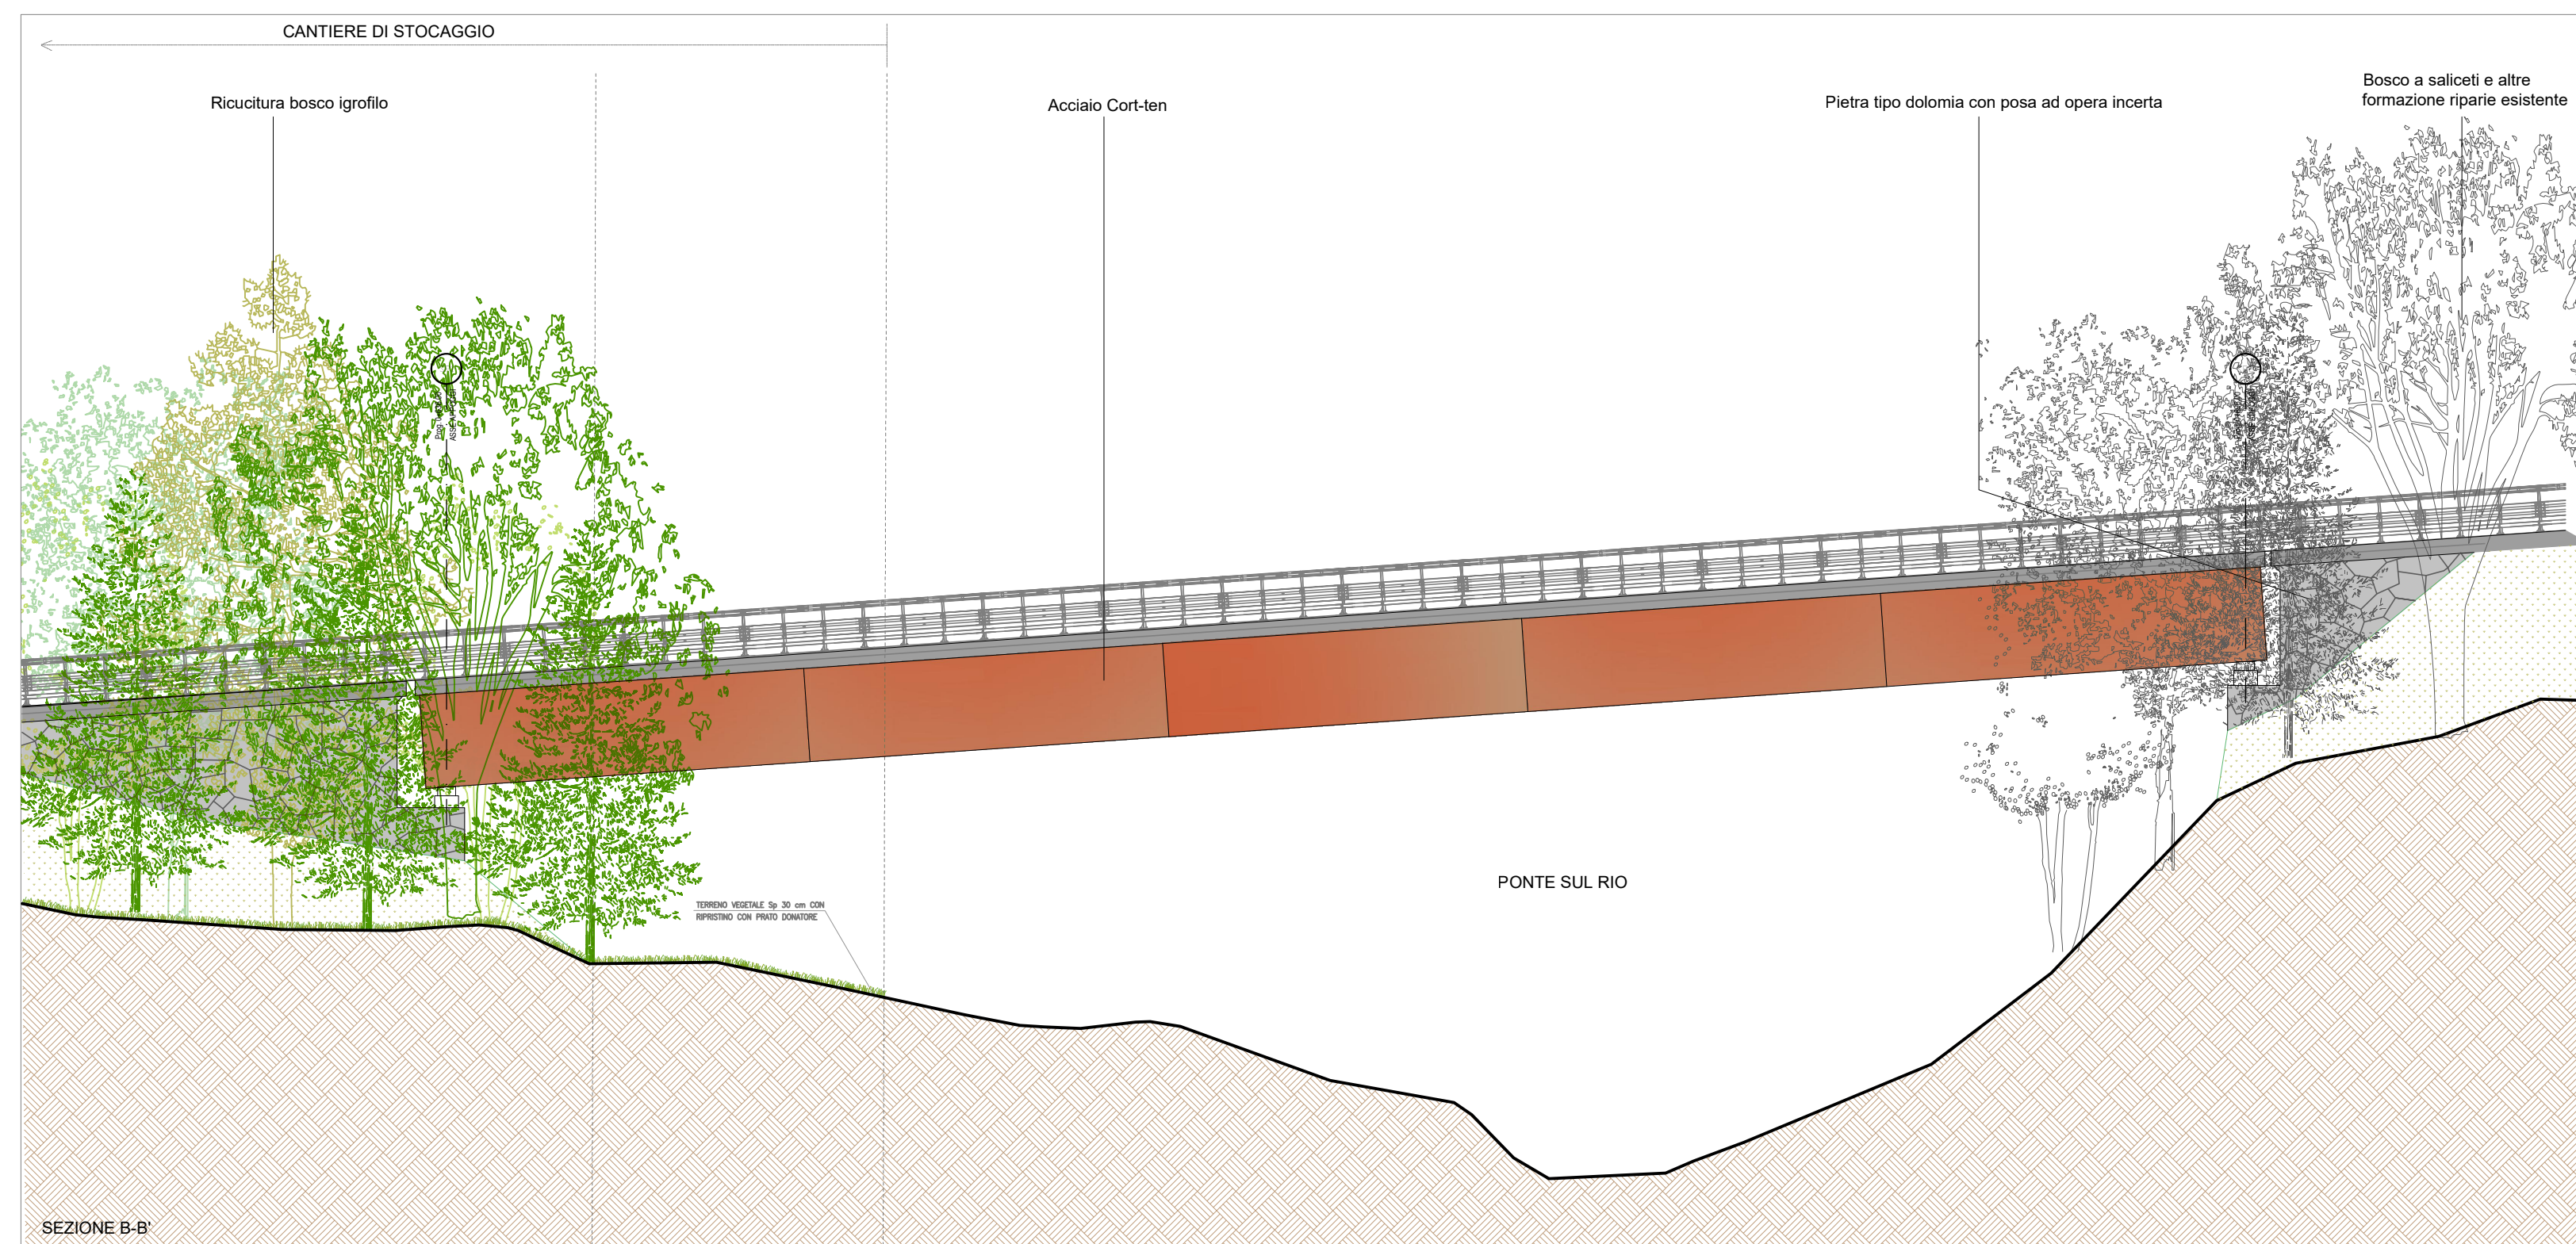 CANTIERE DI STOCAGGIO
Ricucitura bosco igrofilo
Acciaio Cort-ten
Pietra tipo dolomia con posa ad opera incerta
Bosco a saliceti e altre
formazione riparie esistente
TERRENO VEGETALE Sp 30 cm CON
RIPRISTINO CON PRATO DONATORE
PONTE SUL RIO
SEZIONE B-B'